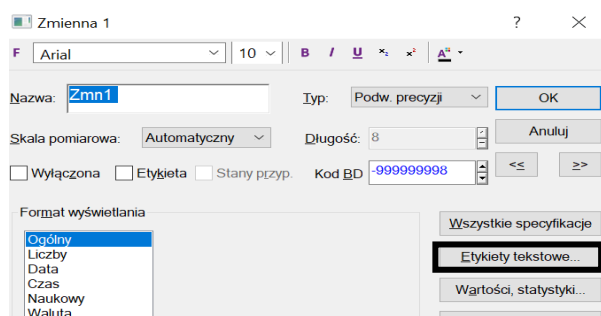 Zmienna 1 ? ×
F Arial 10 B I U x₂ x² A
Nazwa: Zmn1 Typ: Podw. precyzji OK
Skala pomiarowa: Automatyczny Długość: 8 Anuluj
Wyłączona Etykieta Stany przyp. Kod BD -999999998 << >>
Format wyświetlania
Wszystkie specyfikacje
Ogólny
Liczby
Etykiety tekstowe...
Data
Czas
Wartości, statystyki...
Naukowy
Waluta